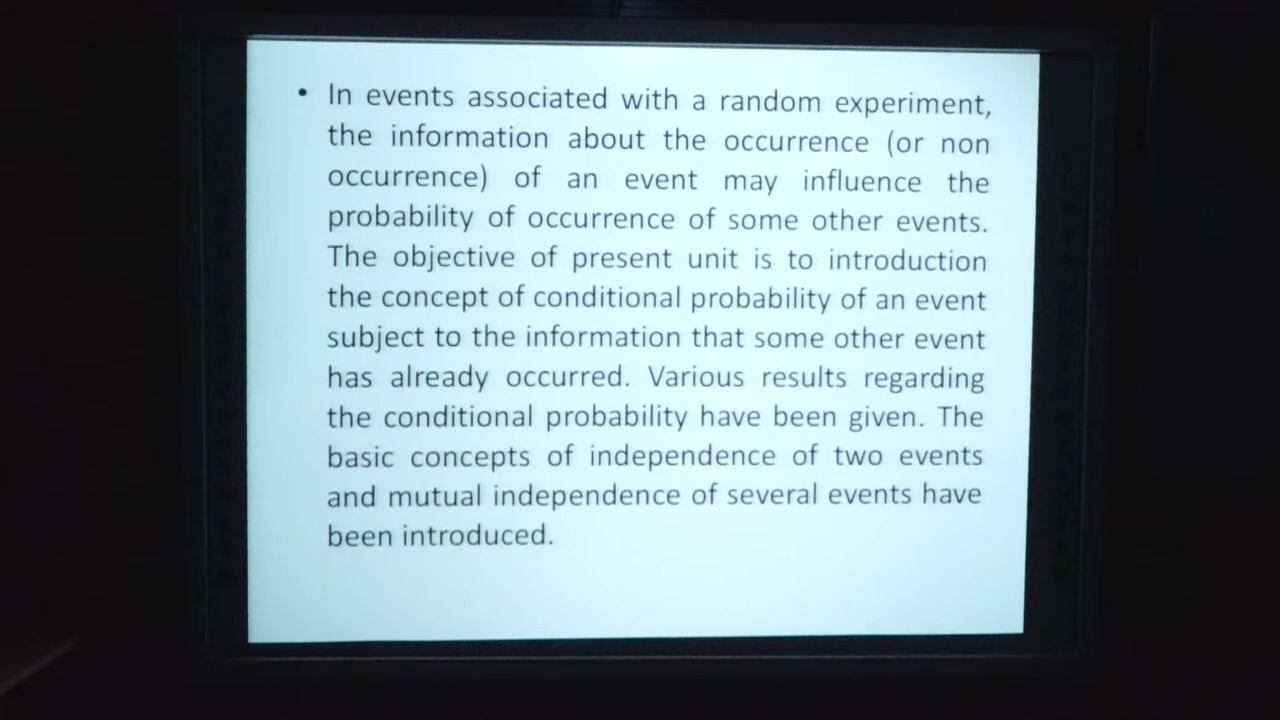 • In events associated with a random experiment,
the information about the occurrence (or non
occurrence) of an event may influence the
probability of occurrence of some other events.
The objective of present unit is to introduction
the concept of conditional probability of an event
subject to the information that some other event
has already occurred. Various results regarding
the conditional probability have been given. The
basic concepts of independence of two events
and mutual independence of several events have
been introduced.